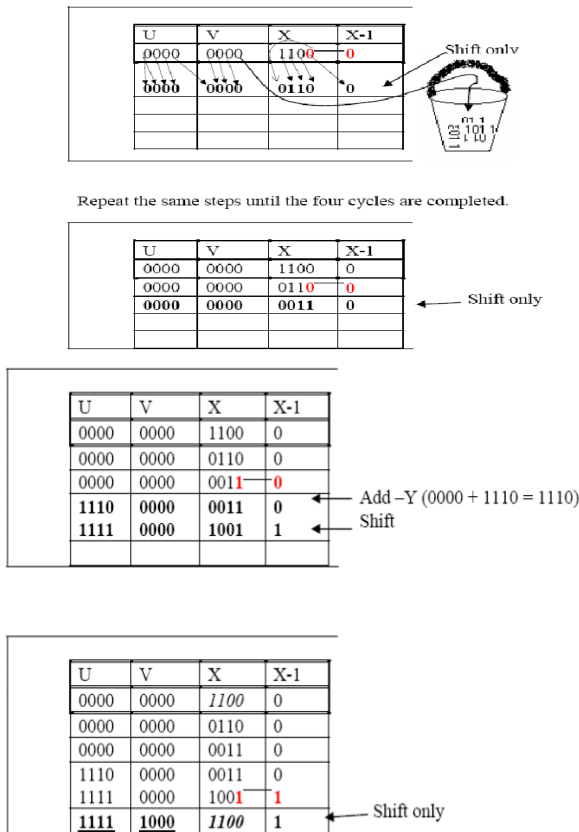 U V X X-1
0000 0000 1100 0
Shift only
0000 0000 0110 0
Repeat the same steps until the four cycles are completed.
U V X X-1
0000 0000 1100 0
0000 0000 0110 0
0000 0000 0011 0
Shift only
U V X X-1
0000 0000 1100 0
0000 0000 0110 0
0000 0000 0011 0
1110 0000 0011 0
Add –Y (0000 + 1110 = 1110)
1111 0000 1001 1
Shift
U V X X-1
0000 0000 1100 0
0000 0000 0110 0
0000 0000 0011 0
1110 0000 0011 0
1111 0000 1001 1
1111 1000 1100 1
Shift only